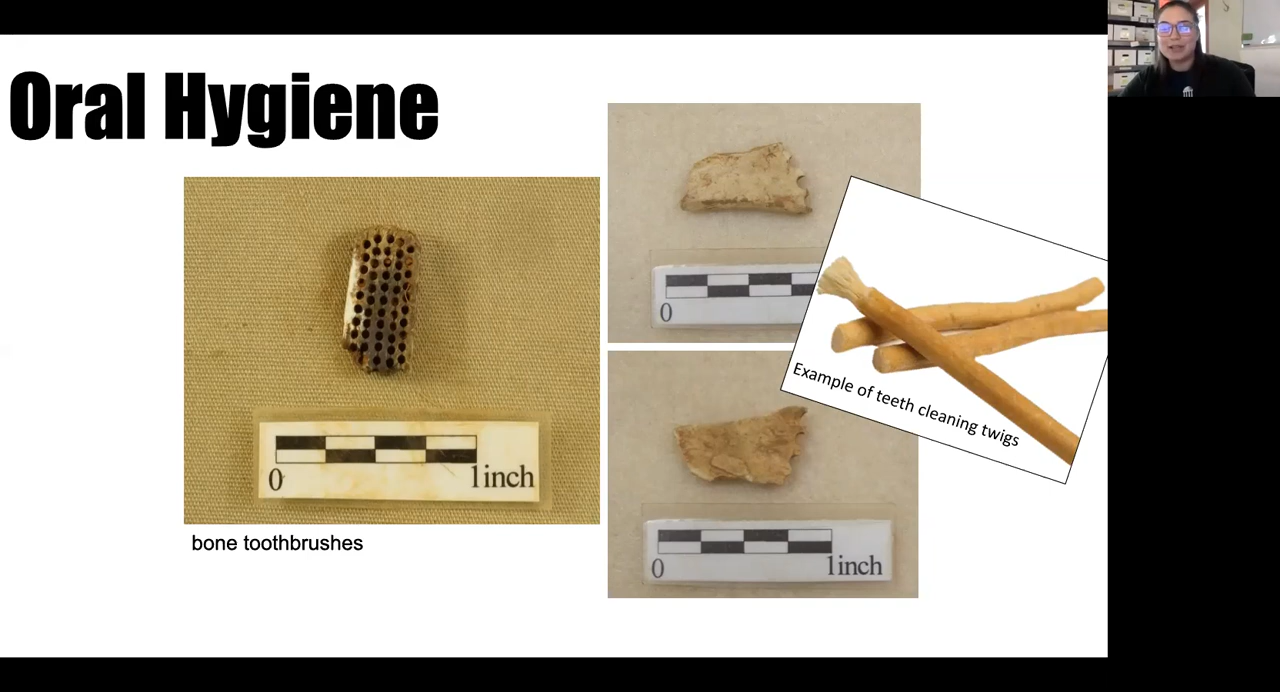 Oral Hygiene
0 1inch
bone toothbrushes
0
Example of teeth cleaning twigs
0 1inch